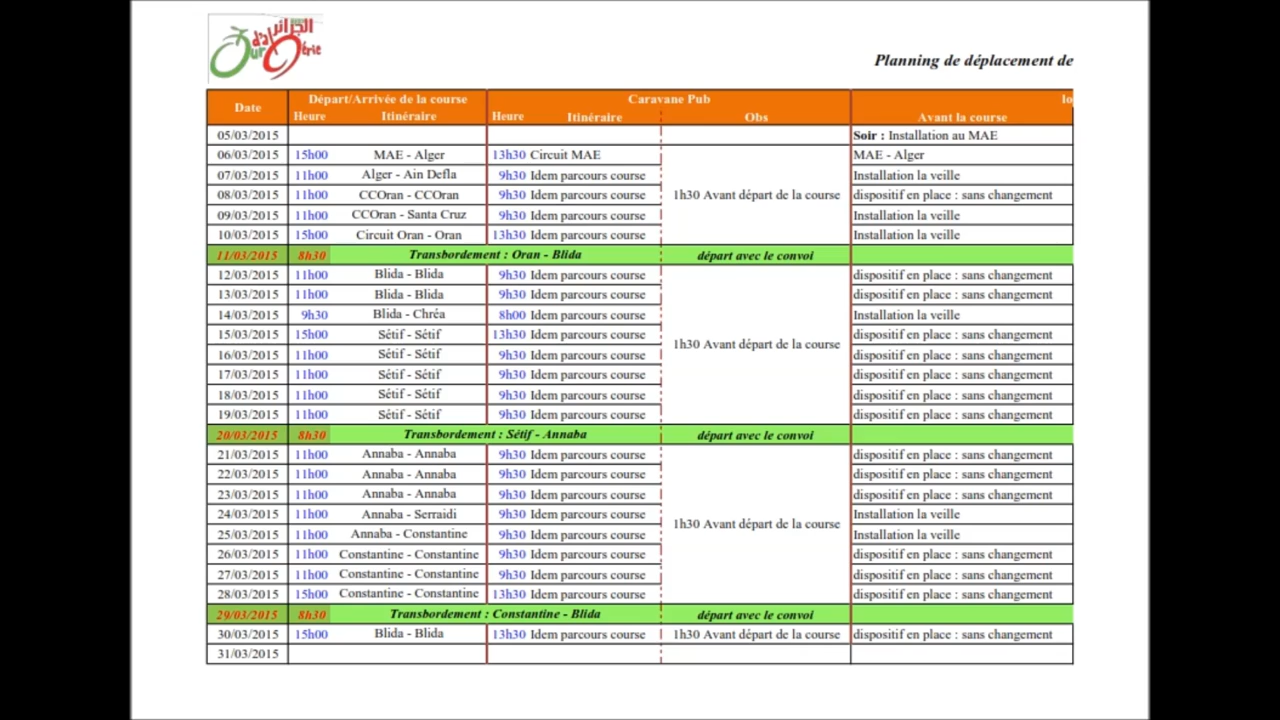 الجزائر
d'a
our
érie
Planning de déplacement de
Date Départ/Arrivée de la course Caravane Pub lo
Heure Itinéraire Heure Itinéraire Obs Avant la course
05/03/2015 Soir : Installation au MAE
06/03/2015 15h00 MAE - Alger 13h30 Circuit MAE MAE - Alger
07/03/2015 11h00 Alger - Ain Defla 9h30 Idem parcours course Installation la veille
08/03/2015 11h00 CCOran - CCOran 9h30 Idem parcours course 1h30 Avant départ de la course dispositif en place : sans changement
09/03/2015 11h00 CCOran - Santa Cruz 9h30 Idem parcours course Installation la veille
10/03/2015 15h00 Circuit Oran - Oran 13h30 Idem parcours course Installation la veille
11/03/2015 8h30 Transbordement : Oran - Blida départ avec le convoi
12/03/2015 11h00 Blida - Blida 9h30 Idem parcours course dispositif en place : sans changement
13/03/2015 11h00 Blida - Blida 9h30 Idem parcours course dispositif en place : sans changement
14/03/2015 9h30 Blida - Chréa 8h00 Idem parcours course Installation la veille
15/03/2015 15h00 Sétif - Sétif 13h30 Idem parcours course dispositif en place : sans changement
1h30 Avant départ de la course
16/03/2015 11h00 Sétif - Sétif 9h30 Idem parcours course dispositif en place : sans changement
17/03/2015 11h00 Sétif - Sétif 9h30 Idem parcours course dispositif en place : sans changement
18/03/2015 11h00 Sétif - Sétif 9h30 Idem parcours course dispositif en place : sans changement
19/03/2015 11h00 Sétif - Sétif 9h30 Idem parcours course dispositif en place : sans changement
20/03/2015 8h30 Transbordement : Sétif - Annaba départ avec le convoi
21/03/2015 11h00 Annaba - Annaba 9h30 Idem parcours course dispositif en place : sans changement
22/03/2015 11h00 Annaba - Annaba 9h30 Idem parcours course dispositif en place : sans changement
23/03/2015 11h00 Annaba - Annaba 9h30 Idem parcours course dispositif en place : sans changement
24/03/2015 11h00 Annaba - Serraidi 9h30 Idem parcours course Installation la veille
1h30 Avant départ de la course
25/03/2015 11h00 Annaba - Constantine 9h30 Idem parcours course Installation la veille
26/03/2015 11h00 Constantine - Constantine 9h30 Idem parcours course dispositif en place : sans changement
27/03/2015 11h00 Constantine - Constantine 9h30 Idem parcours course dispositif en place : sans changement
28/03/2015 15h00 Constantine - Constantine 13h30 Idem parcours course dispositif en place : sans changement
29/03/2015 8h30 Transbordement : Constantine - Blida départ avec le convoi
30/03/2015 15h00 Blida - Blida 13h30 Idem parcours course 1h30 Avant départ de la course dispositif en place : sans changement
31/03/2015